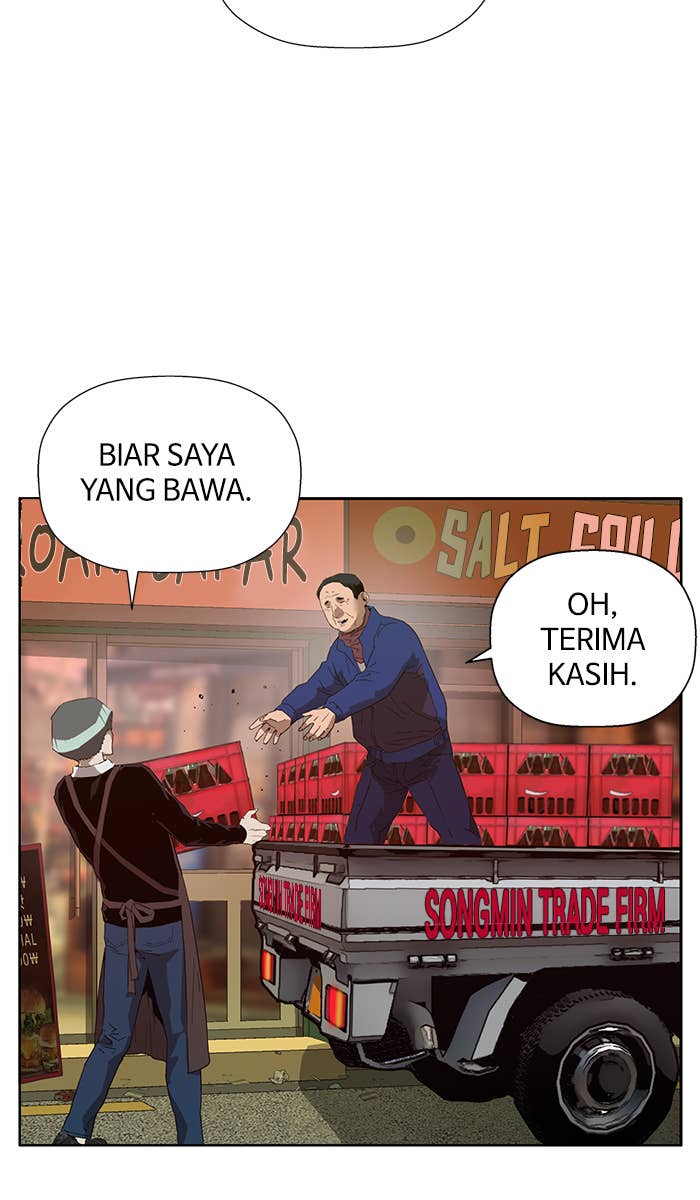 BIAR SAYA
YANG BAWA.
SALT
OH,
TERIMA
KASIH.
SONGMIN TRADE FIRM
SONGMIN TRADE FIRM